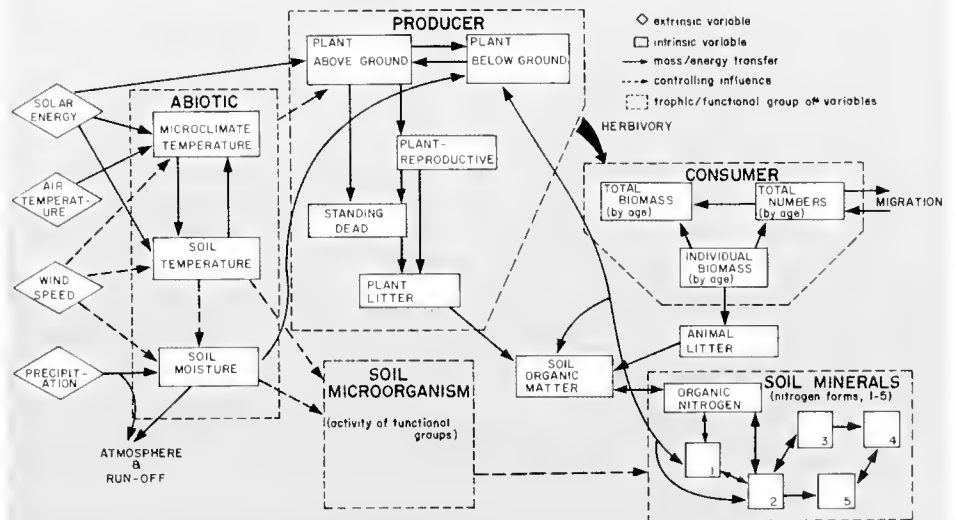 PRODUCER
PLANT
ABOVE GROUND
PLANT
BELOW GROUND
PLANT-
REPRODUCTIVE
STANDING
DEAD
PLANT
LITTER
extrinsic variable
intrinsic variable
mass/energy transfer
controlling influence
trophic/functional group of variables
SOLAR
ENERGY
AIR
TEMPERAT-
URE
WIND
SPEED
PRECIPIT-
ATION
ABIOTIC
MICROCLIMATE
TEMPERATURE
SOIL
TEMPERATURE
SOIL
MOISTURE
ATMOSPHERE
&
RUN-OFF
HERBIVORY
CONSUMER
TOTAL
BIOMASS
(by age)
TOTAL
NUMBERS
(by age)
MIGRATION
INDIVIDUAL
BIOMASS
(by age)
ANIMAL
LITTER
SOIL
ORGANIC
MATTER
SOIL
MICROORGANISM
(activity of functional
groups)
SOIL MINERALS
(nitrogen forms, 1-5)
ORGANIC
NITROGEN
1
2
3
4
5